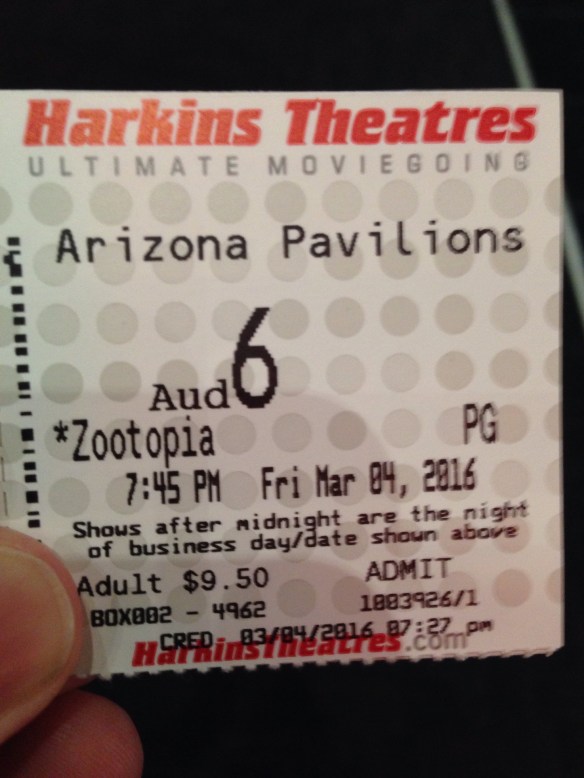 Harkins Theatres
ULTIMATE MOVIEGOING
Arizona Pavilions
Aud 6
*Zootopia PG
7:45 PM Fri Mar 04, 2016
Shows after midnight are the night
of business day/date shown above
Adult $9.50 ADMIT
BOX002 - 4962 1003926/1
CRED 03/04/2016 07:27 pm
HarkinsTheatres.com